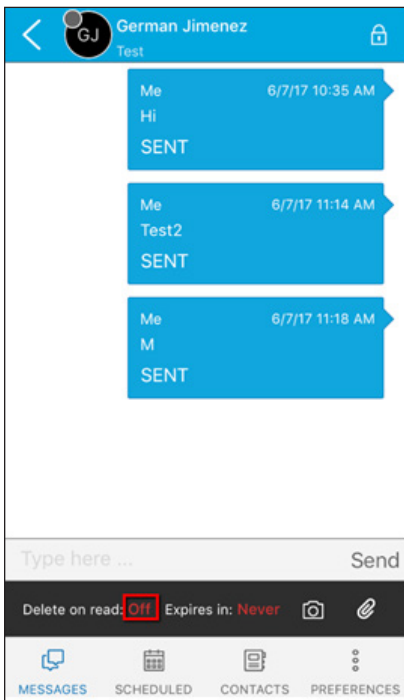 GJ
German Jimenez
Test
Me 6/7/17 10:35 AM
Hi
SENT
Me 6/7/17 11:14 AM
Test2
SENT
Me 6/7/17 11:18 AM
M
SENT
Type here ... Send
Delete on read: Off Expires in: Never
MESSAGES SCHEDULED CONTACTS PREFERENCES